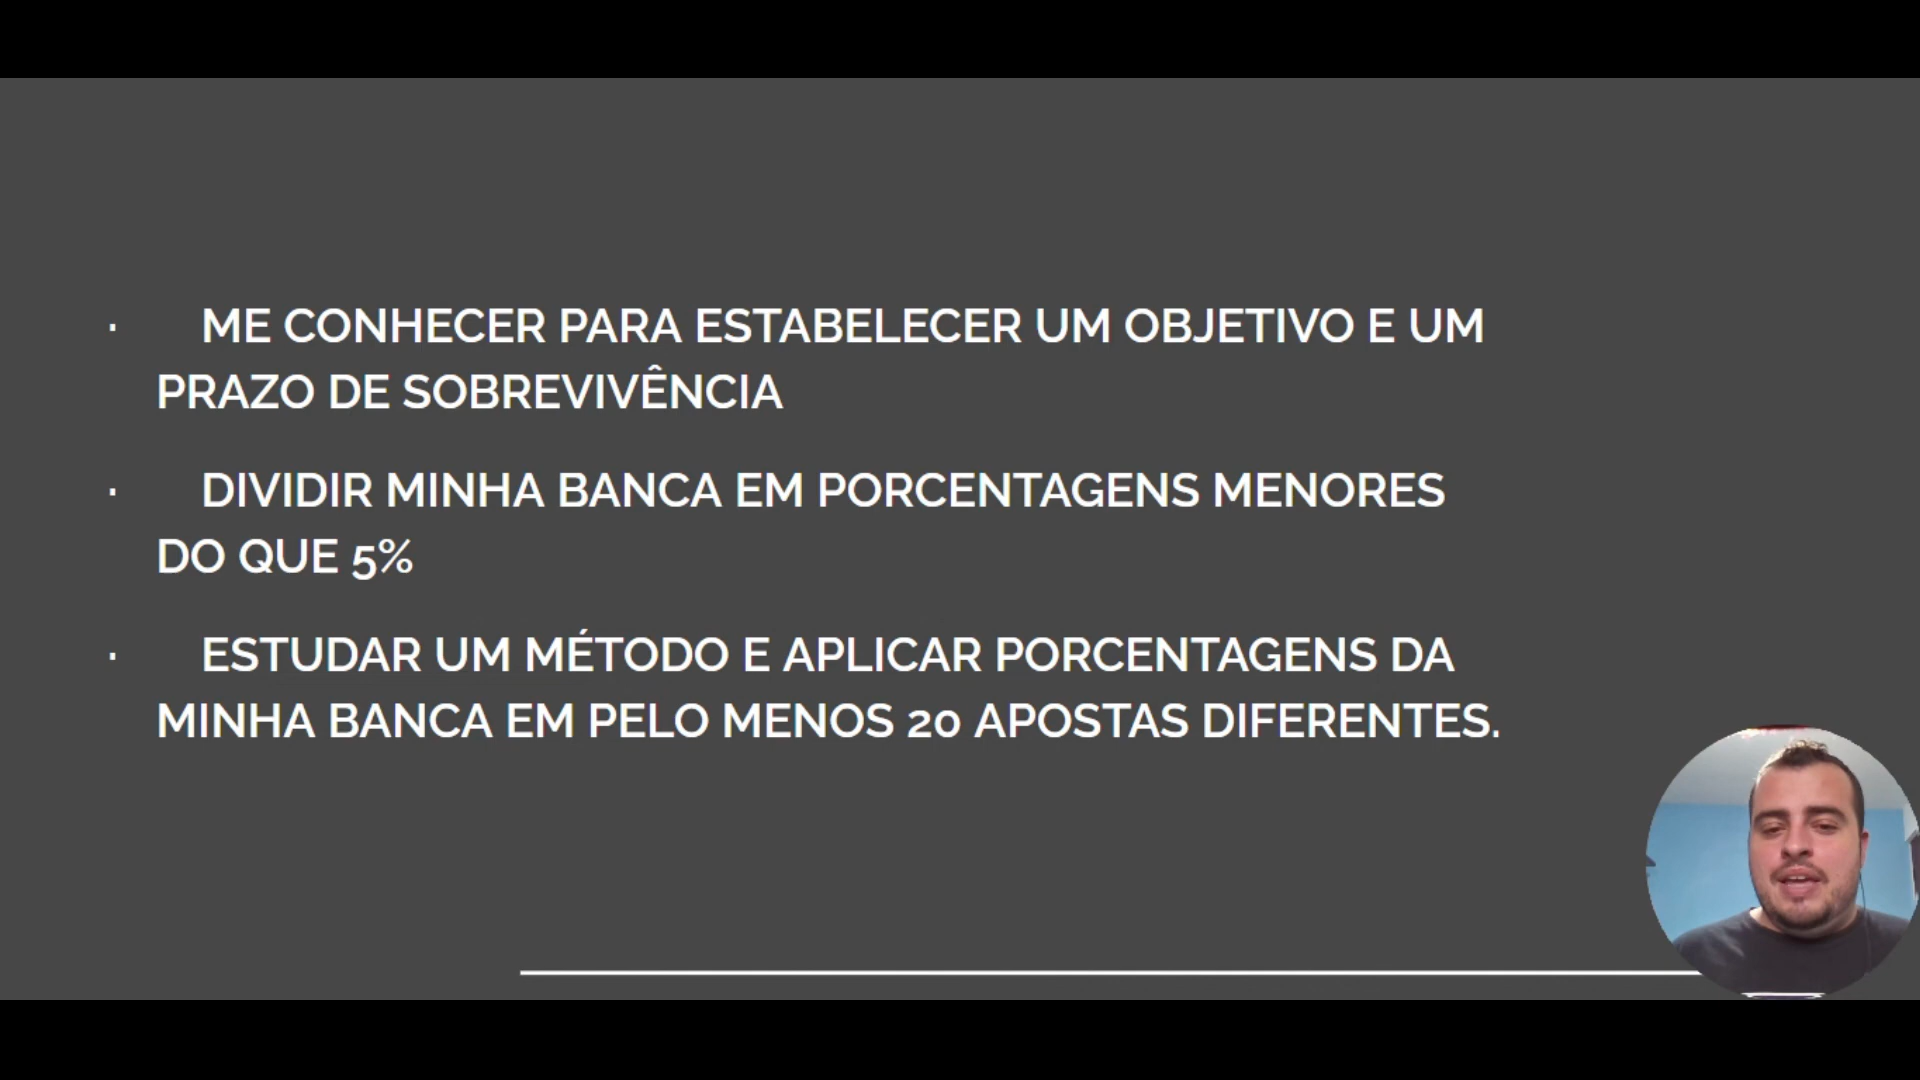 · ME CONHECER PARA ESTABELECER UM OBJETIVO E UM
PRAZO DE SOBREVIVÊNCIA
· DIVIDIR MINHA BANCA EM PORCENTAGENS MENORES
DO QUE 5%
· ESTUDAR UM MÉTODO E APLICAR PORCENTAGENS DA
MINHA BANCA EM PELO MENOS 20 APOSTAS DIFERENTES.